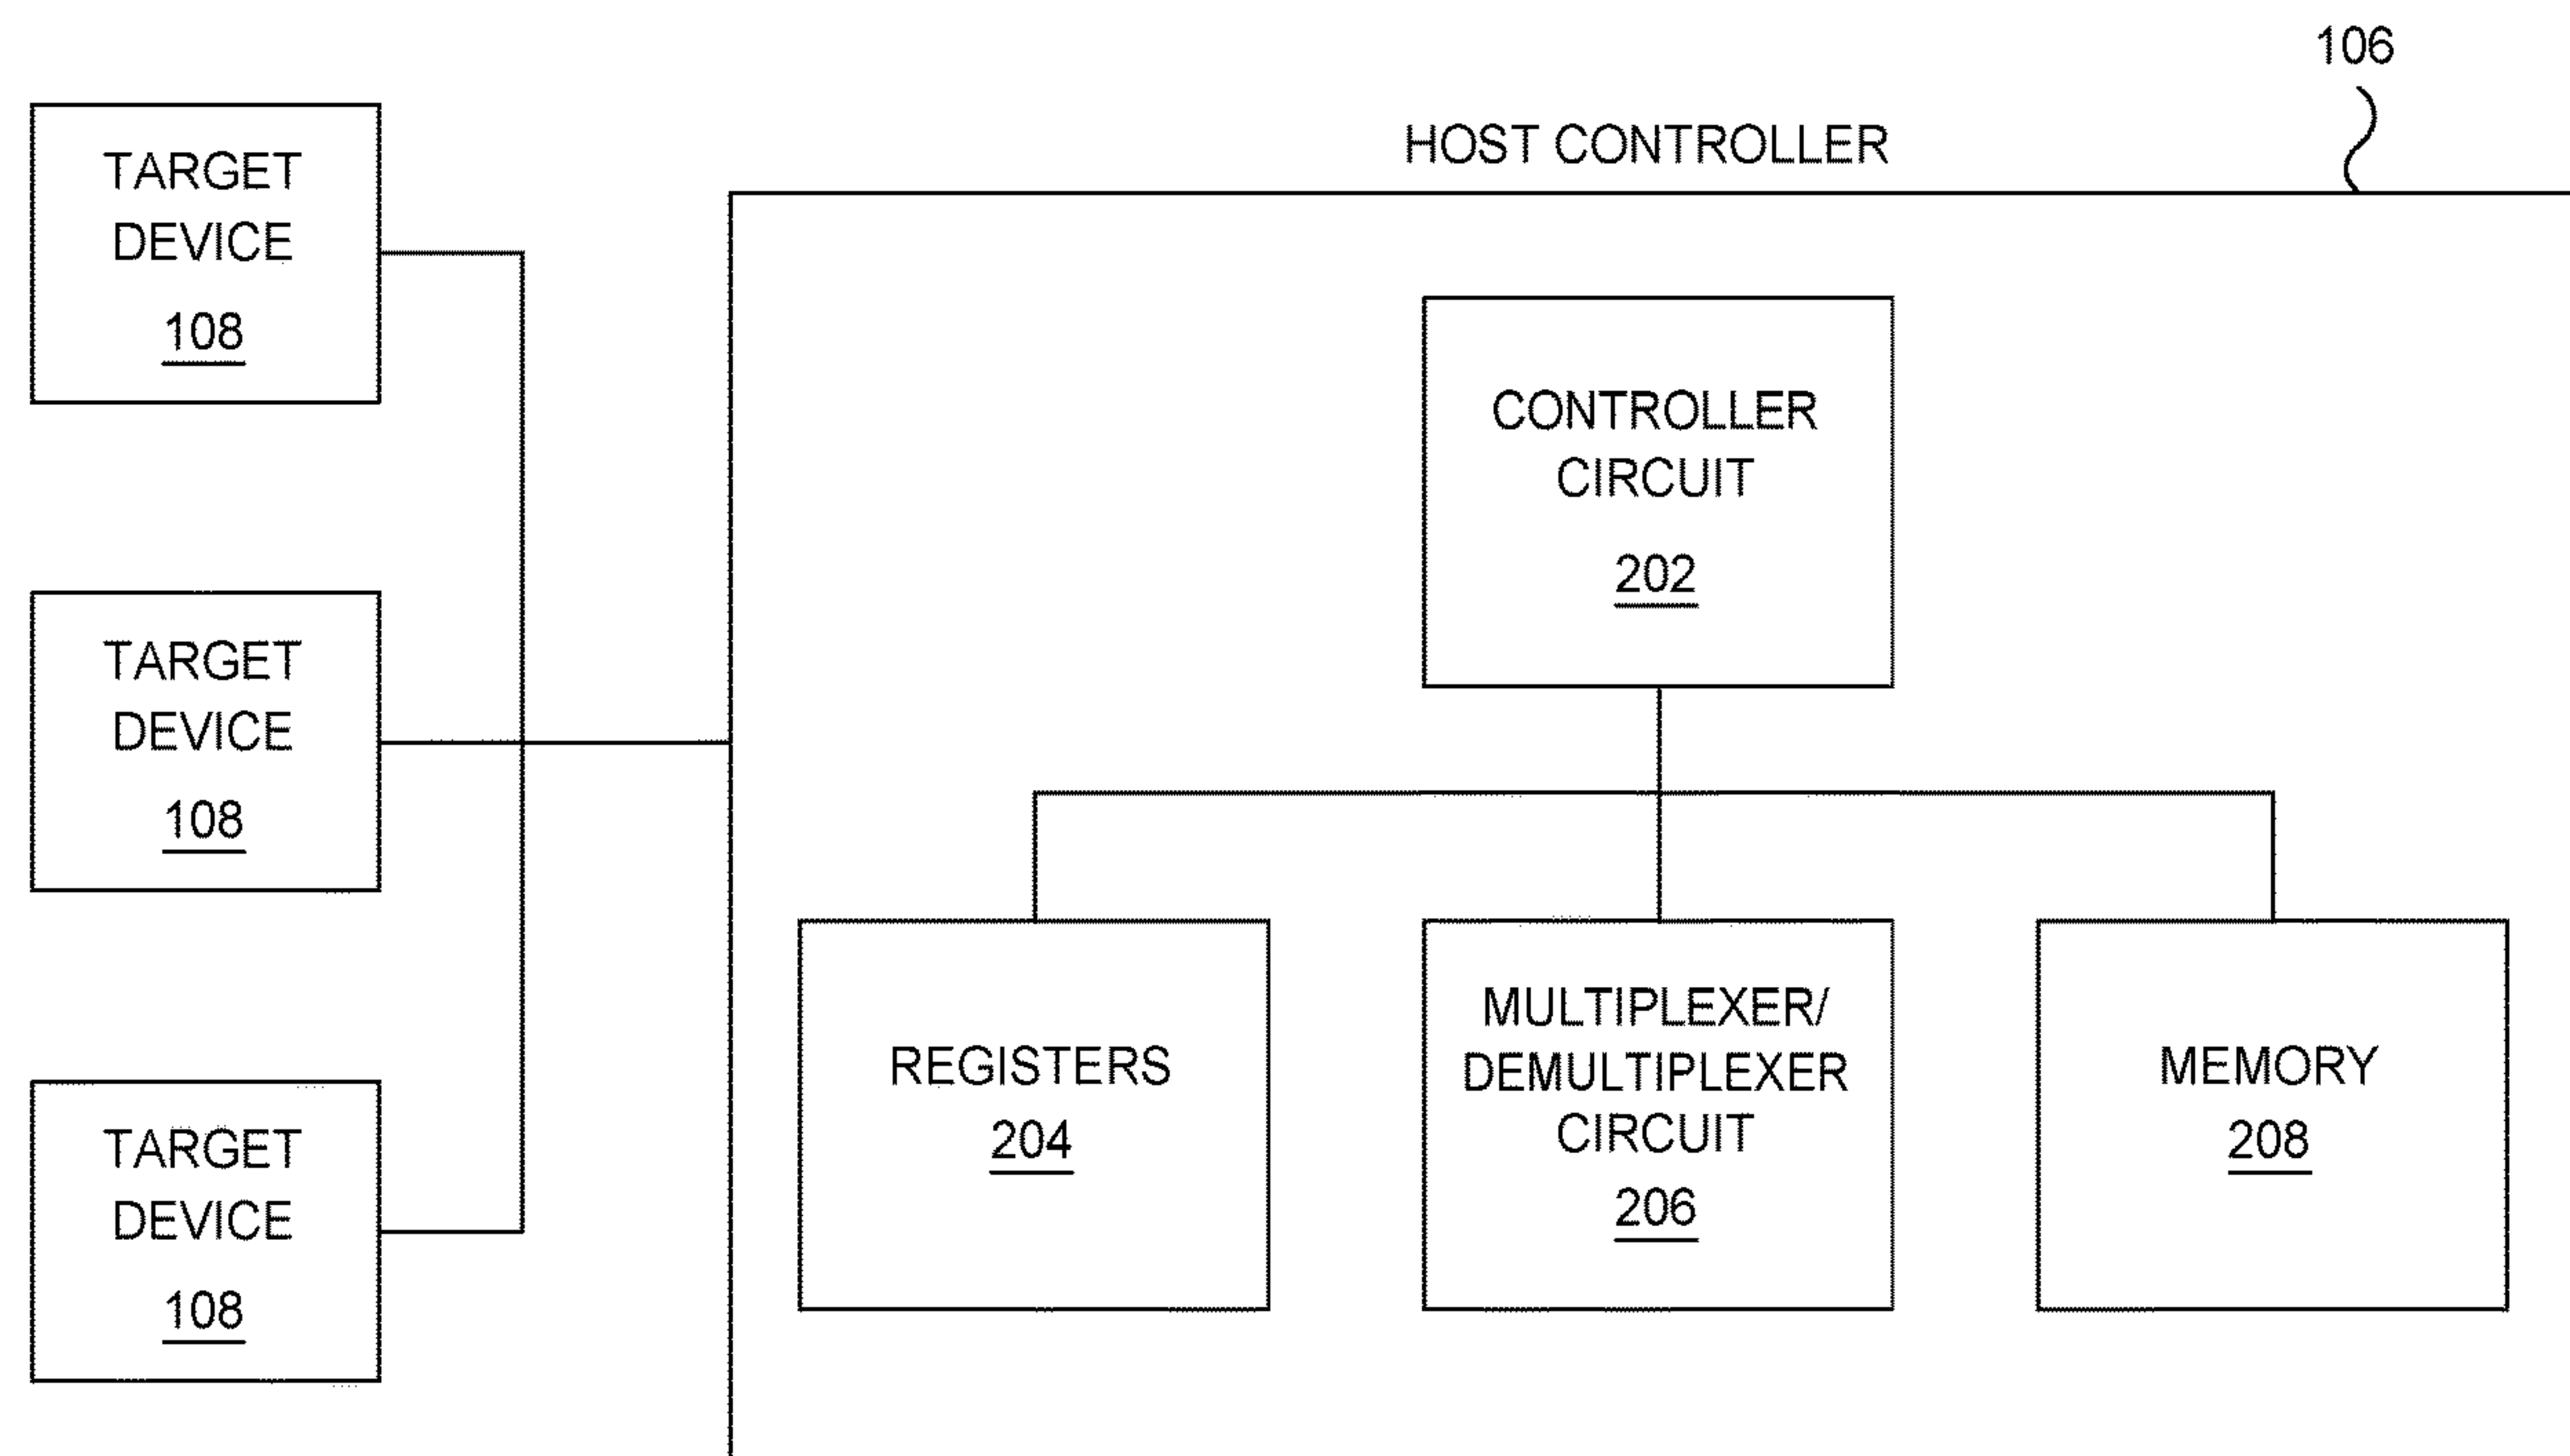 106
HOST CONTROLLER
TARGET
DEVICE
108
TARGET
DEVICE
108
TARGET
DEVICE
108
CONTROLLER
CIRCUIT
202
REGISTERS
204
MULTIPLEXER/
DEMULTIPLEXER
CIRCUIT
206
MEMORY
208